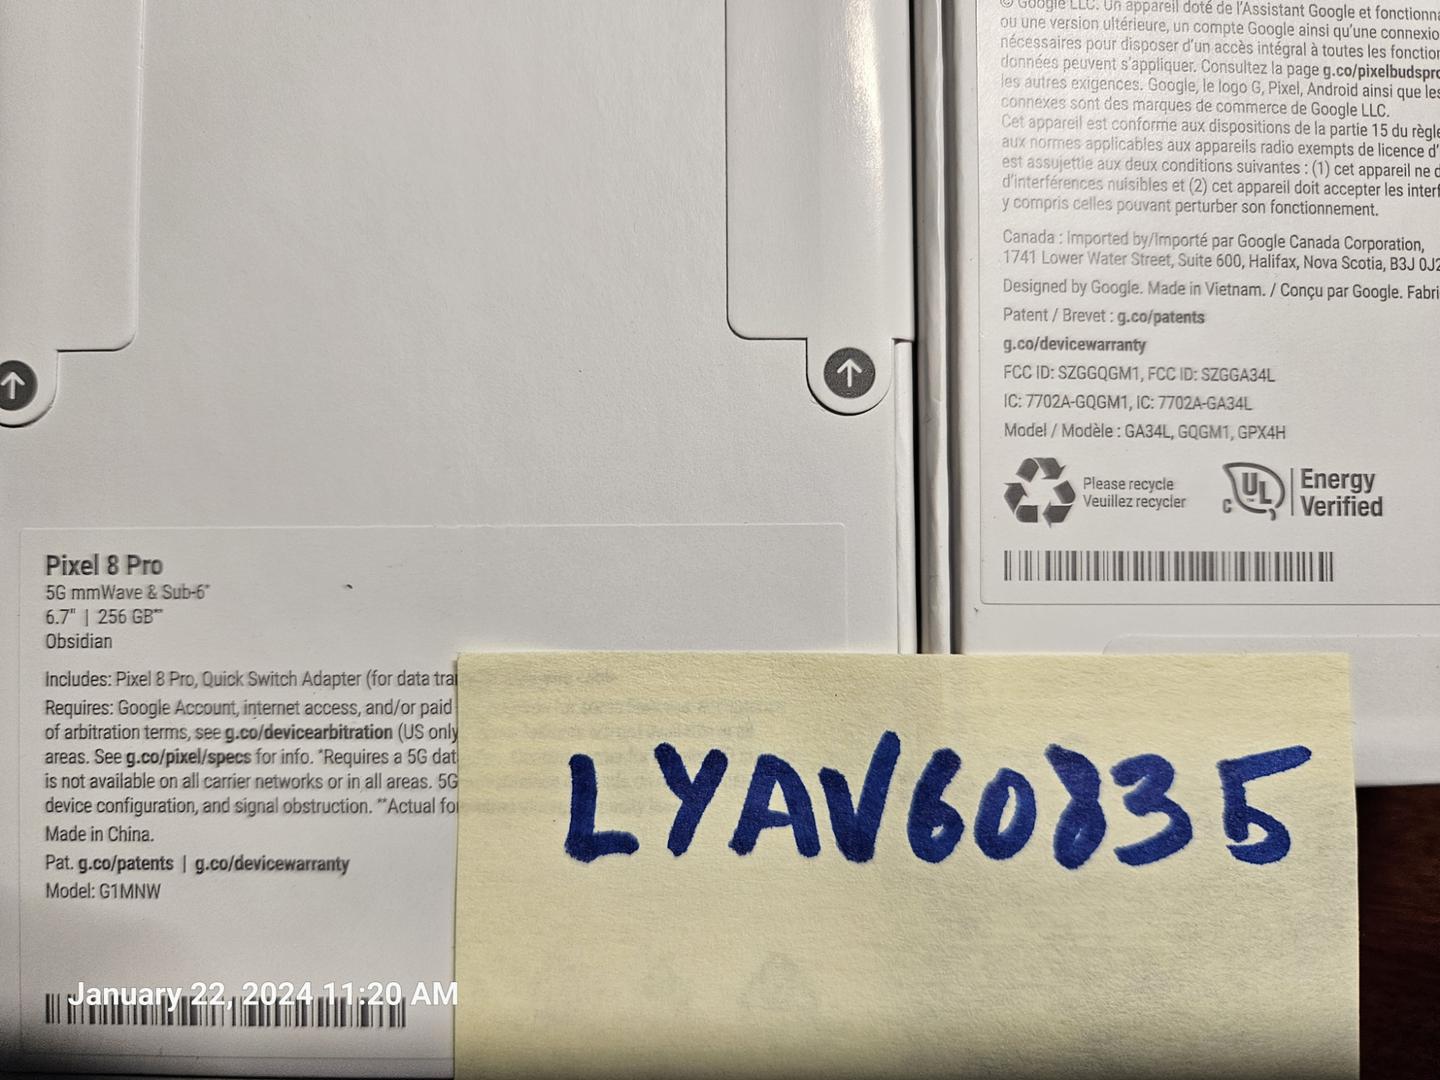 Pixel 8 Pro
5G mmWave & Sub-6*
6.7" | 256 GB**
Obsidian
Includes: Pixel 8 Pro, Quick Switch Adapter (for data trai
Requires: Google Account, internet access, and/or paid
of arbitration terms, see g.co/devicearbitration (US only
areas. See g.co/pixel/specs for info. *Requires a 5G dat
is not available on all carrier networks or in all areas. 5G
device configuration, and signal obstruction. **Actual fo
Made in China.
Pat. g.co/patents | g.co/devicewarranty
Model: G1MNW
January 22, 2024 11:20 AM
© Google LLC. Un appareil doté de l'Assistant Google et fonctionna
ou une version ultérieure, un compte Google ainsi qu'une connexio
nécessaires pour disposer d'un accès intégral à toutes les fonction
données peuvent s'appliquer. Consultez la page g.co/pixelbudspro
les autres exigences. Google, le logo G, Pixel, Android ainsi que les
connexes sont des marques de commerce de Google LLC.
Cet appareil est conforme aux dispositions de la partie 15 du règle
aux normes applicables aux appareils radio exempts de licence d'
est assujettie aux deux conditions suivantes : (1) cet appareil ne d
d'interférences nuisibles et (2) cet appareil doit accepter les interf
y compris celles pouvant perturber son fonctionnement.
Canada : Imported by/Importé par Google Canada Corporation,
1741 Lower Water Street, Suite 600, Halifax, Nova Scotia, B3J 0J2
Designed by Google. Made in Vietnam. / Conçu par Google. Fabri
Patent / Brevet : g.co/patents
g.co/devicewarranty
FCC ID: SZGGQGM1, FCC ID: SZGGA34L
IC: 7702A-GQGM1, IC: 7702A-GA34L
Model / Modèle : GA34L, GQGM1, GPX4H
Please recycle
Veuillez recycler
C UL
Energy
Verified
LYAV60835